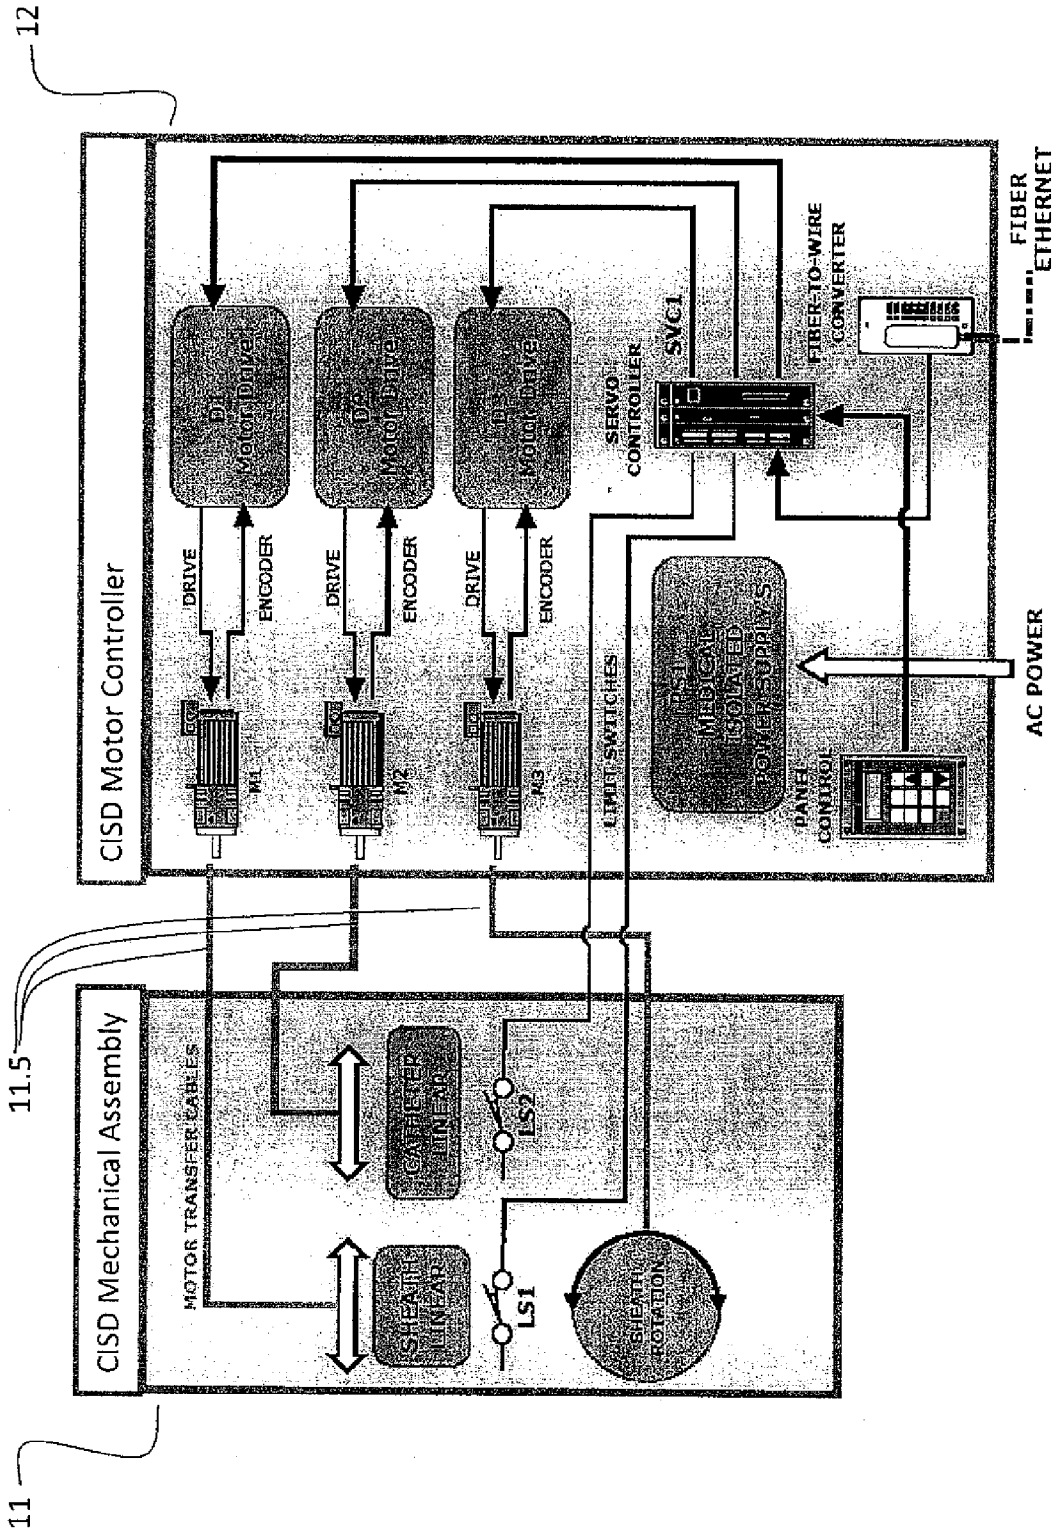 12
CISD Motor Controller
D1
Motor Drive
D2
Motor Drive
D3
Motor Drive
DRIVE
ENCODER
DRIVE
ENCODER
DRIVE
ENCODER
M1
M2
M3
SERVO
CONTROLLER
SVC1
FIBER-TO-WIRE
CONVERTER
FIBER
ETHERNET
LIMIT SWITCHES
MEDICAL
ISOLATED
POWER SUPPLY S
PANEL
CONTROL
AC POWER
11.5
CISD Mechanical Assembly
MOTOR TRANSFER CABLES
CATHETER
LINEAR
SHEATH
LINEAR
LS2
LS1
SHEATH
ROTATION
11